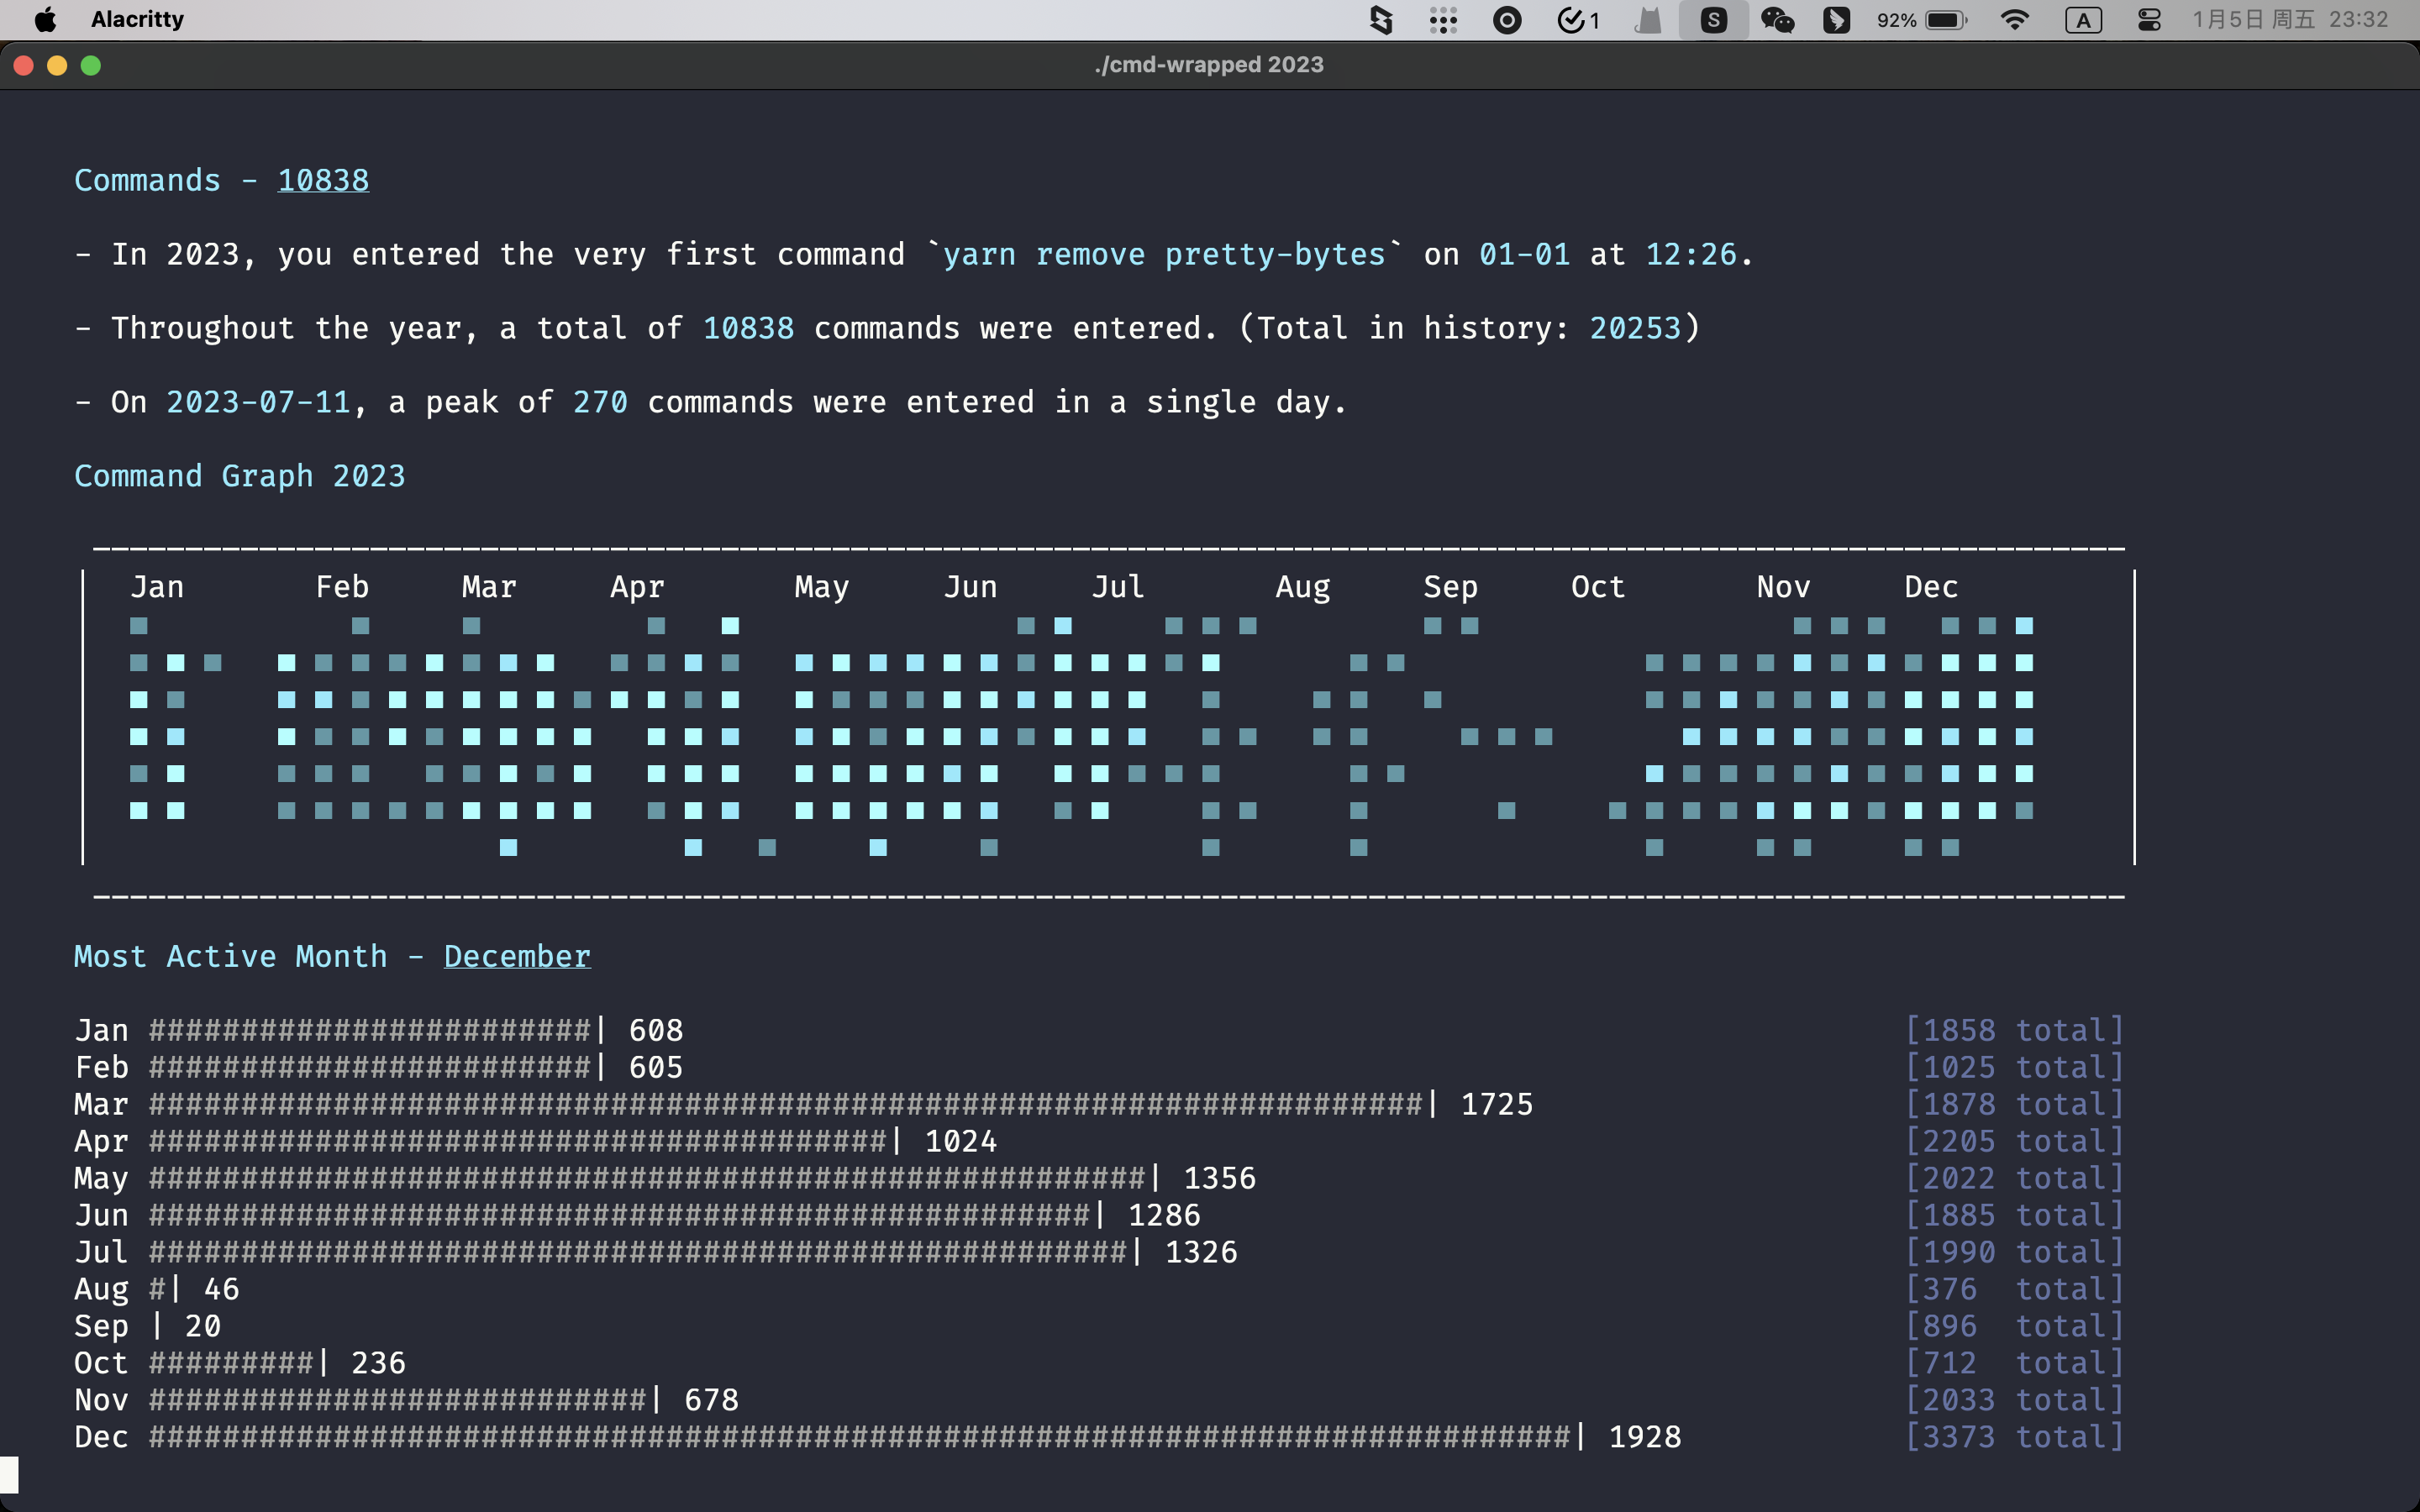 Alacritty
1
S
92%
A
1月5日 周五 23:32
./cmd-wrapped 2023
Commands - 10838
- In 2023, you entered the very first command `yarn remove pretty-bytes` on 01-01 at 12:26.
- Throughout the year, a total of 10838 commands were entered. (Total in history: 20253)
- On 2023-07-11, a peak of 270 commands were entered in a single day.
Command Graph 2023
Jan Feb Mar Apr May Jun Jul Aug Sep Oct Nov Dec
Most Active Month - December
Jan ########################| 608 [1858 total]
Feb ########################| 605 [1025 total]
Mar #####################################################################| 1725 [1878 total]
Apr ########################################| 1024 [2205 total]
May ######################################################| 1356 [2022 total]
Jun ###################################################| 1286 [1885 total]
Jul #####################################################| 1326 [1990 total]
Aug #| 46 [376 total]
Sep | 20 [896 total]
Oct #########| 236 [712 total]
Nov ###########################| 678 [2033 total]
Dec #############################################################################| 1928 [3373 total]